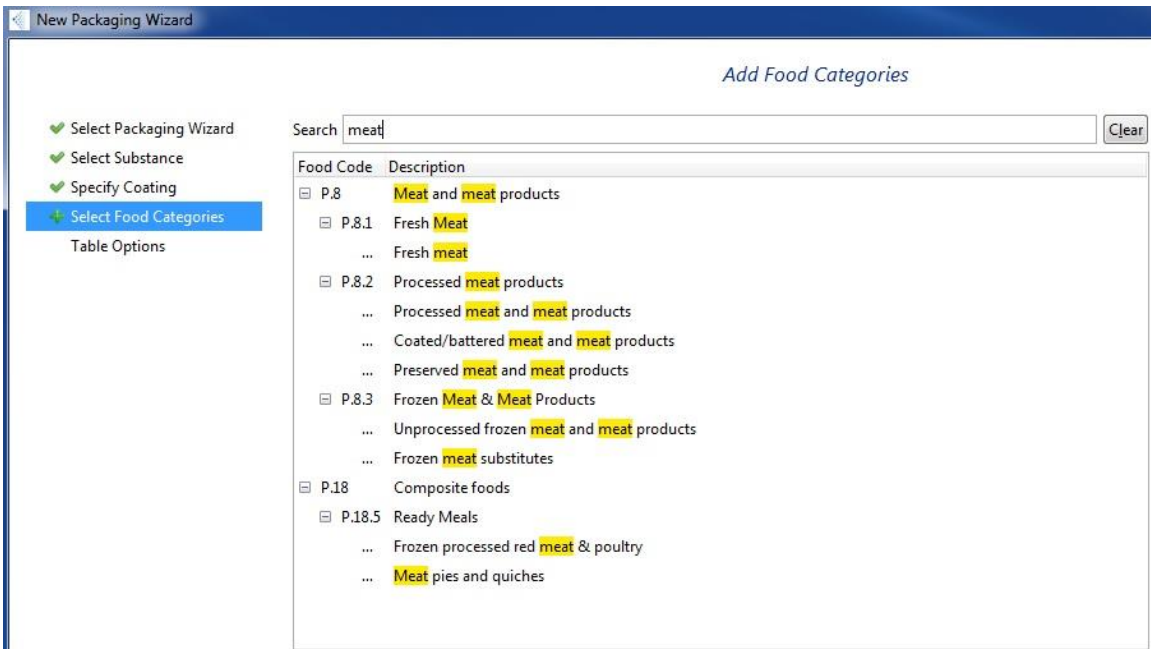 New Packaging Wizard
Add Food Categories
Select Packaging Wizard
Select Substance
Specify Coating
Select Food Categories
Table Options
Search meat Clear
Food Code Description
P.8 Meat and meat products
P.8.1 Fresh Meat
... Fresh meat
P.8.2 Processed meat products
... Processed meat and meat products
... Coated/battered meat and meat products
... Preserved meat and meat products
P.8.3 Frozen Meat & Meat Products
... Unprocessed frozen meat and meat products
... Frozen meat substitutes
P.18 Composite foods
P.18.5 Ready Meals
... Frozen processed red meat & poultry
... Meat pies and quiches